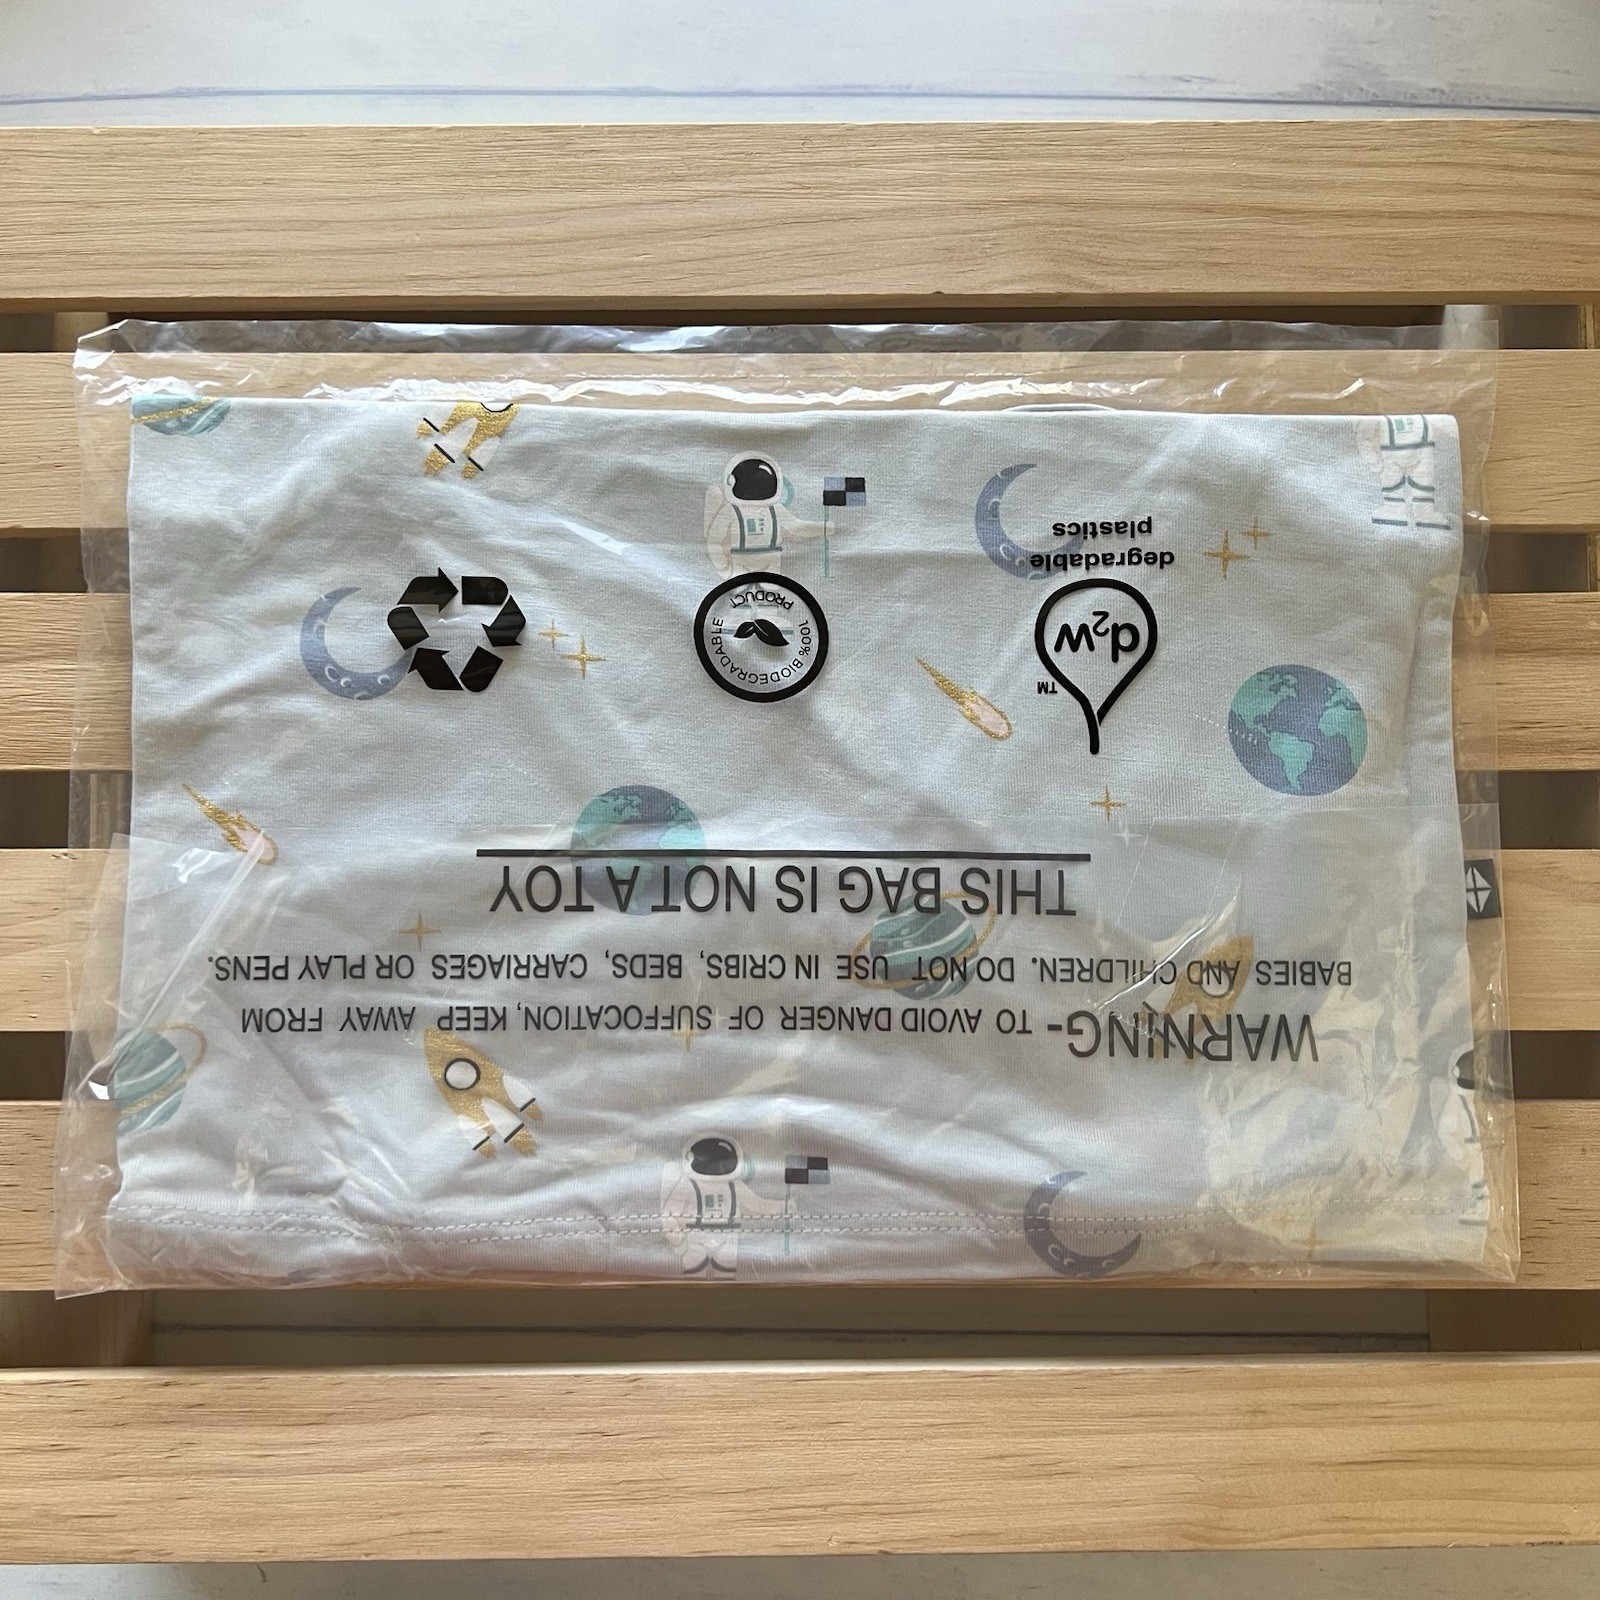 WARNING- TO AVOID DANGER OF SUFFOCATION, KEEP AWAY FROM
BABIES AND CHILDREN. DO NOT USE IN CRIBS, BEDS, CARRIAGES OR PLAY PENS.
THIS BAG IS NOT A TOY
d2w
TM
degradable
plastics
100% BIODEGRADABLE
PRODUCT